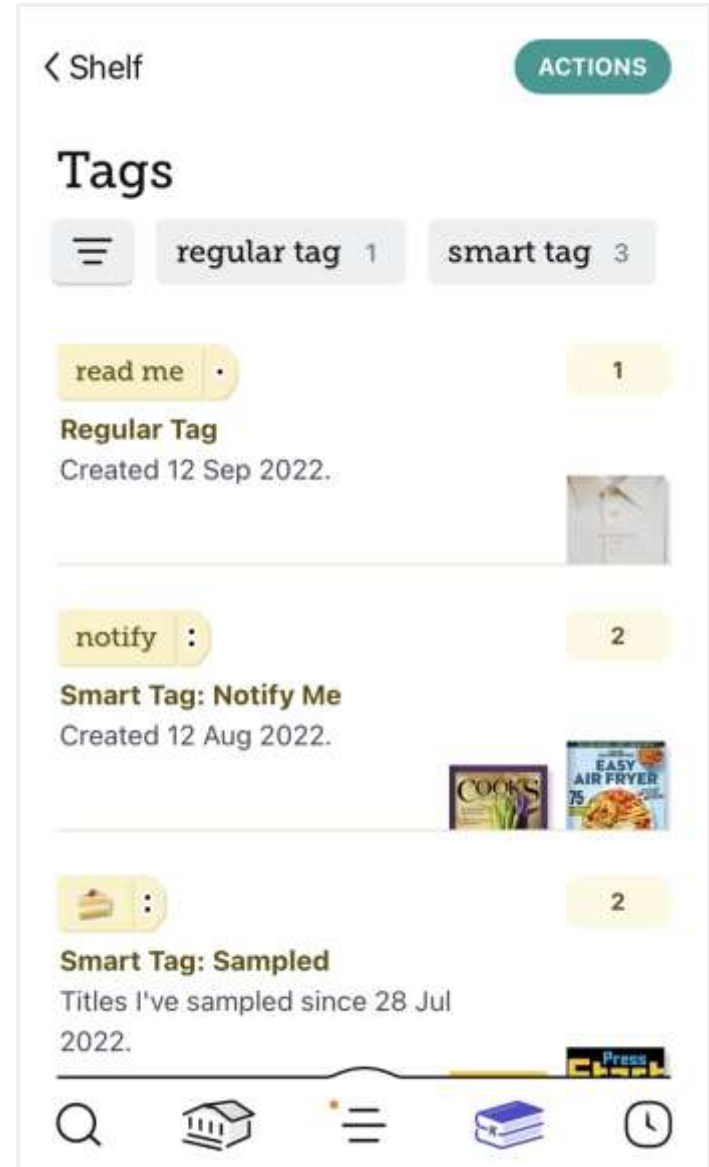 Shelf
ACTIONS
Tags
regular tag 1
smart tag 3
read me
1
Regular Tag
Created 12 Sep 2022.
notify :
2
Smart Tag: Notify Me
Created 12 Aug 2022.
COOK'S
EASY
AIR FRYER
75
:
2
Smart Tag: Sampled
Titles I've sampled since 28 Jul
2022.
Press
Start